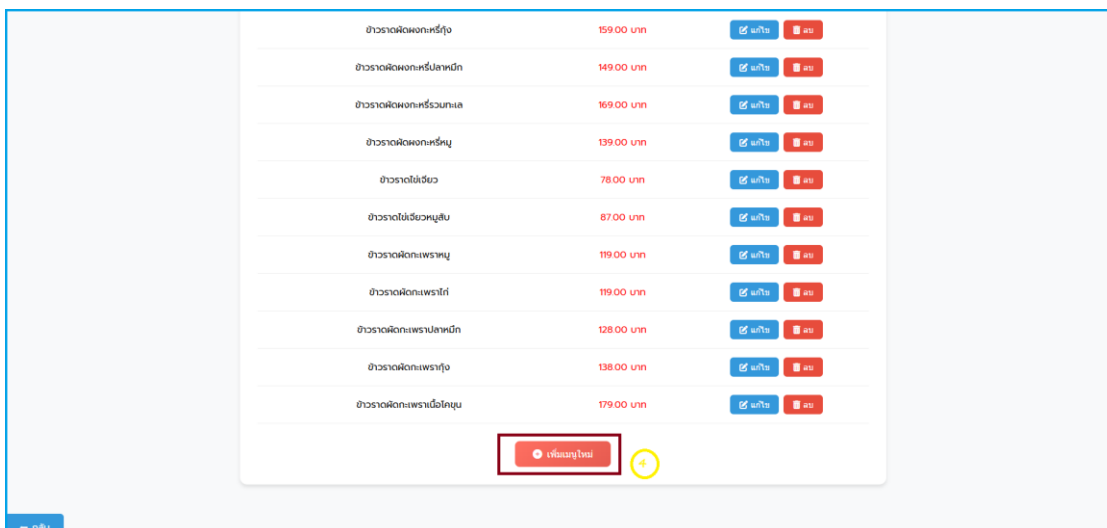 ข้าวราดผัดผงกะหรี่กุ้ง 159.00 บาท แก้ไข ลบ
ข้าวราดผัดผงกะหรี่ปลาหมึก 149.00 บาท แก้ไข ลบ
ข้าวราดผัดผงกะหรี่รวมทะเล 169.00 บาท แก้ไข ลบ
ข้าวราดผัดผงกะหรี่หมู 139.00 บาท แก้ไข ลบ
ข้าวราดไข่เจียว 78.00 บาท แก้ไข ลบ
ข้าวราดไข่เจียวหมูสับ 87.00 บาท แก้ไข ลบ
ข้าวราดผัดกะเพราหมู 119.00 บาท แก้ไข ลบ
ข้าวราดผัดกะเพราไก่ 119.00 บาท แก้ไข ลบ
ข้าวราดผัดกะเพราปลาหมึก 128.00 บาท แก้ไข ลบ
ข้าวราดผัดกะเพรากุ้ง 138.00 บาท แก้ไข ลบ
ข้าวราดผัดกะเพราเนื้อโคขุน 179.00 บาท แก้ไข ลบ
เพิ่มเมนูใหม่